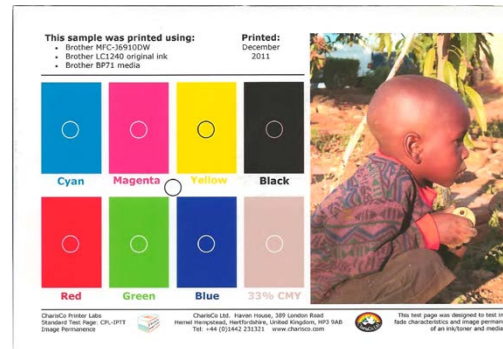 This sample was printed using:
• Brother MFC-J6910DW
• Brother LC1240 original ink
• Brother BP71 media
Printed:
December
2011
Cyan
Magenta
Yellow
Black
Red
Green
Blue
33% CMY
CharisCo Printer Labs
Standard Test Page: CPL-IPTT
Image Permanence
CharisCo Ltd. Haven House, 389 London Road
Hemel Hempstead, Hertfordshire, United Kingdom, HP3 9AB
Tel: +44 (0)1442 231321 www.charisco.com
This test page was designed to test in
fade characteristics and image perman
of an ink/toner and media